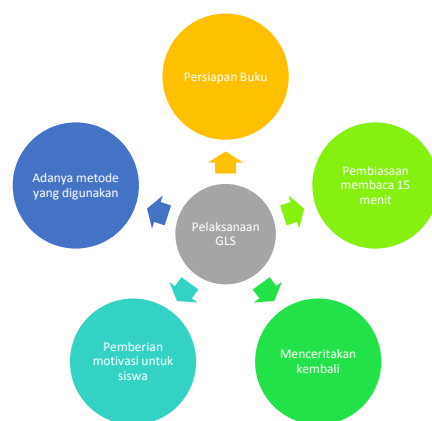 Persiapan Buku
Pembiasaan
membaca 15
menit
Menceritakan
kembali
Pemberian
motivasi untuk
siswa
Adanya metode
yang digunakan
Pelaksanaan
GLS